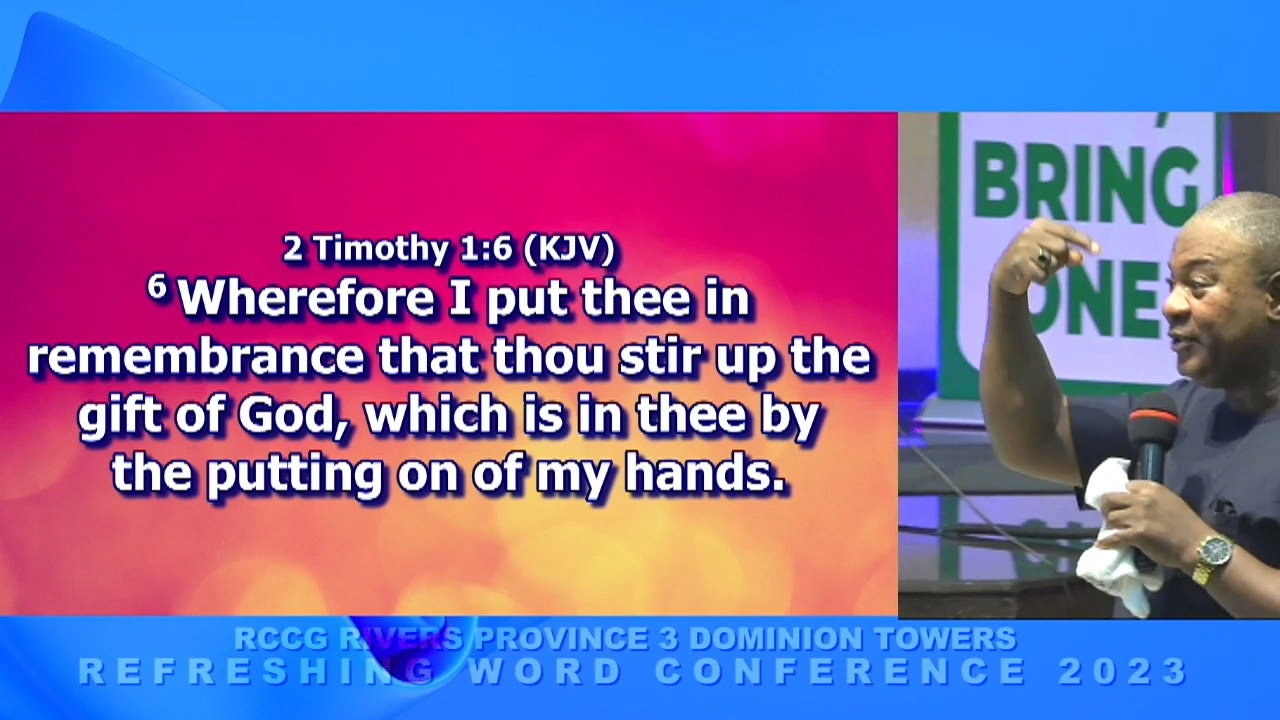 2 Timothy 1:6 (KJV)
6 Wherefore I put thee in
remembrance that thou stir up the
gift of God, which is in thee by
the putting on of my hands.
BRING
ONE
RCCG RIVERS PROVINCE 3 DOMINION TOWERS
REFRESHING WORD CONFERENCE 2023